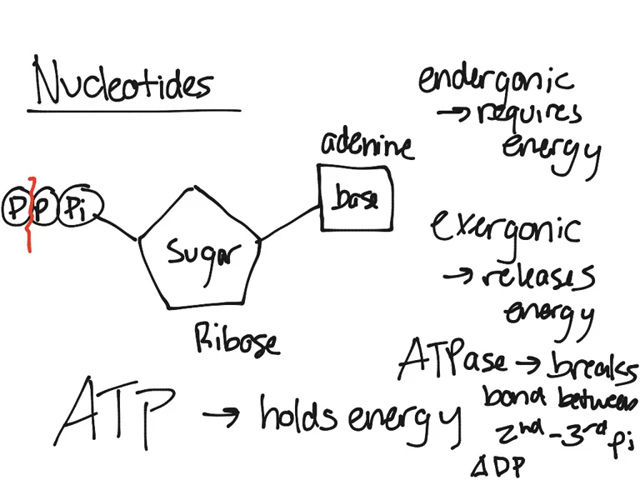 Nucleotides
endergonic
→ requires
energy
adenine
base
P P Pi
Sugar
Ribose
exergonic
→ releases
energy
ATPase → breaks
bond between
2nd - 3rd Pi
ADP
ATP → holds energy